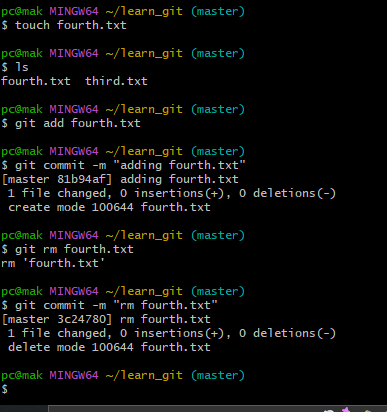 pc@mak MINGW64 ~/learn_git (master)
$ touch fourth.txt
pc@mak MINGW64 ~/learn_git (master)
$ ls
fourth.txt  third.txt
pc@mak MINGW64 ~/learn_git (master)
$ git add fourth.txt
pc@mak MINGW64 ~/learn_git (master)
$ git commit -m "adding fourth.txt"
[master 81b94af] adding fourth.txt
 1 file changed, 0 insertions(+), 0 deletions(-)
 create mode 100644 fourth.txt
pc@mak MINGW64 ~/learn_git (master)
$ git rm fourth.txt
rm 'fourth.txt'
pc@mak MINGW64 ~/learn_git (master)
$ git commit -m "rm fourth.txt"
[master 3c24780] rm fourth.txt
 1 file changed, 0 insertions(+), 0 deletions(-)
 delete mode 100644 fourth.txt
pc@mak MINGW64 ~/learn_git (master)
$